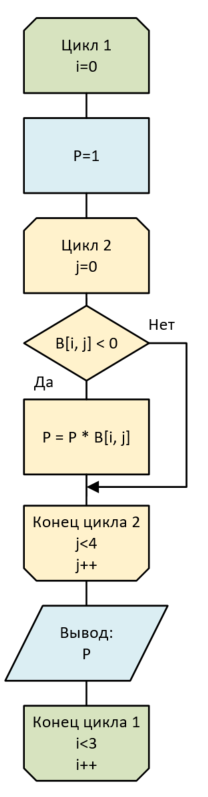 Цикл 1
i=0
P=1
Цикл 2
j=0
B[i, j] < 0
Нет
Да
P = P * B[i, j]
Конец цикла 2
j<4
j++
Вывод:
P
Конец цикла 1
i<3
i++